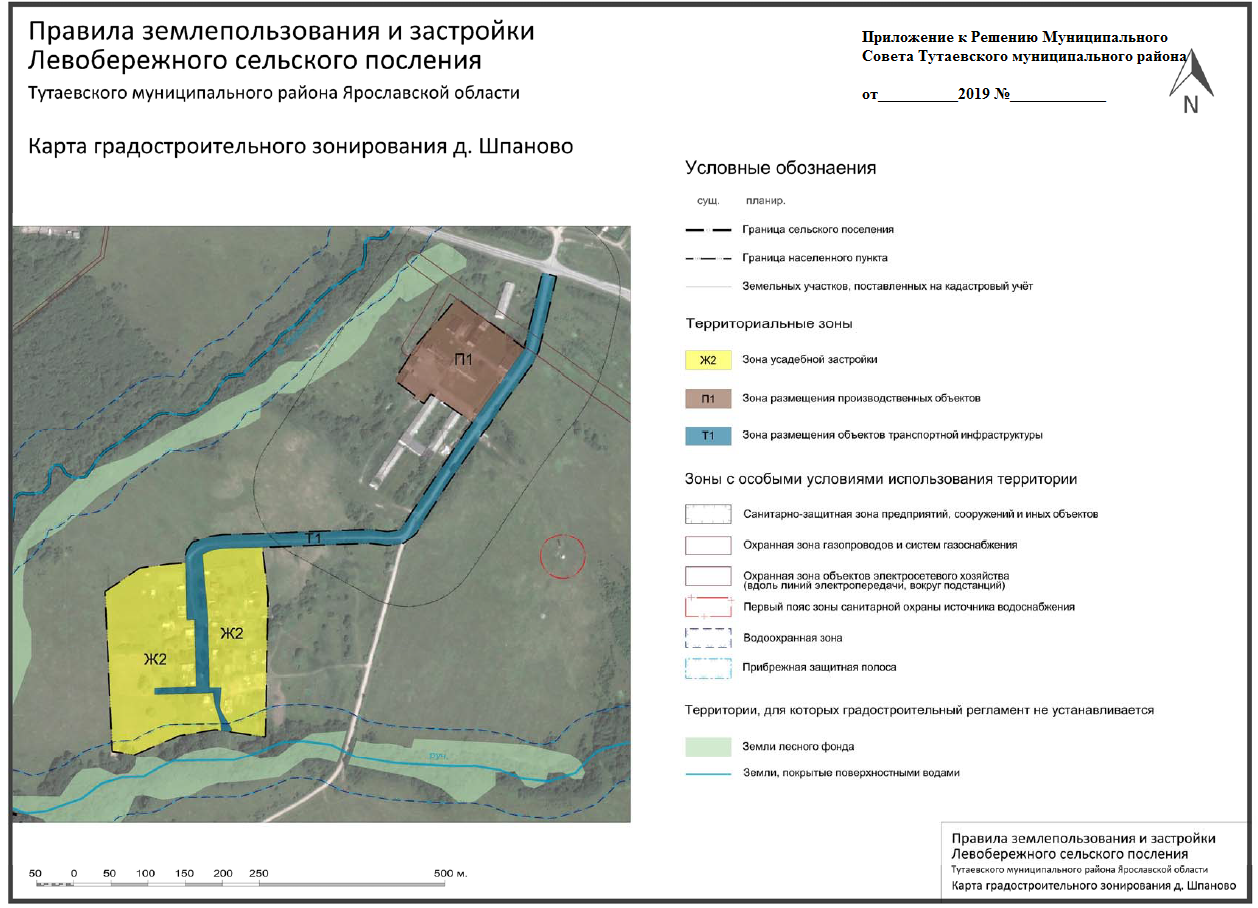 Правила землепользования и застройки
Левобережного сельского посления
Тутаевского муниципального района Ярославской области
Карта градостроительного зонирования д. Шпаново
Приложение к Решению Муниципального
Совета Тутаевского муниципального района
от__________2019 №____________
N
Условные обозначения
сущ. планир.
Граница сельского поселения
Граница населенного пункта
Земельных участков, поставленных на кадастровый учёт
Территориальные зоны
Ж2 Зона усадебной застройки
П1 Зона размещения производственных объектов
Т1 Зона размещения объектов транспортной инфраструктуры
Зоны с особыми условиями использования территории
Санитарно-защитная зона предприятий, сооружений и иных объектов
Охранная зона газопроводов и систем газоснабжения
Охранная зона объектов электросетевого хозяйства
(вдоль линий электропередачи, вокруг подстанций)
Первый пояс зоны санитарной охраны источника водоснабжения
Водоохранная зона
Прибрежная защитная полоса
Территории, для которых градостроительный регламент не устанавливается
Земли лесного фонда
Земли, покрытые поверхностными водами
П1
Т1
Ж2
Ж2
руч.
50 0 50 100 150 200 250 500 м.
Правила землепользования и застройки
Левобережного сельского посления
Тутаевского муниципального района Ярославской области
Карта градостроительного зонирования д. Шпаново